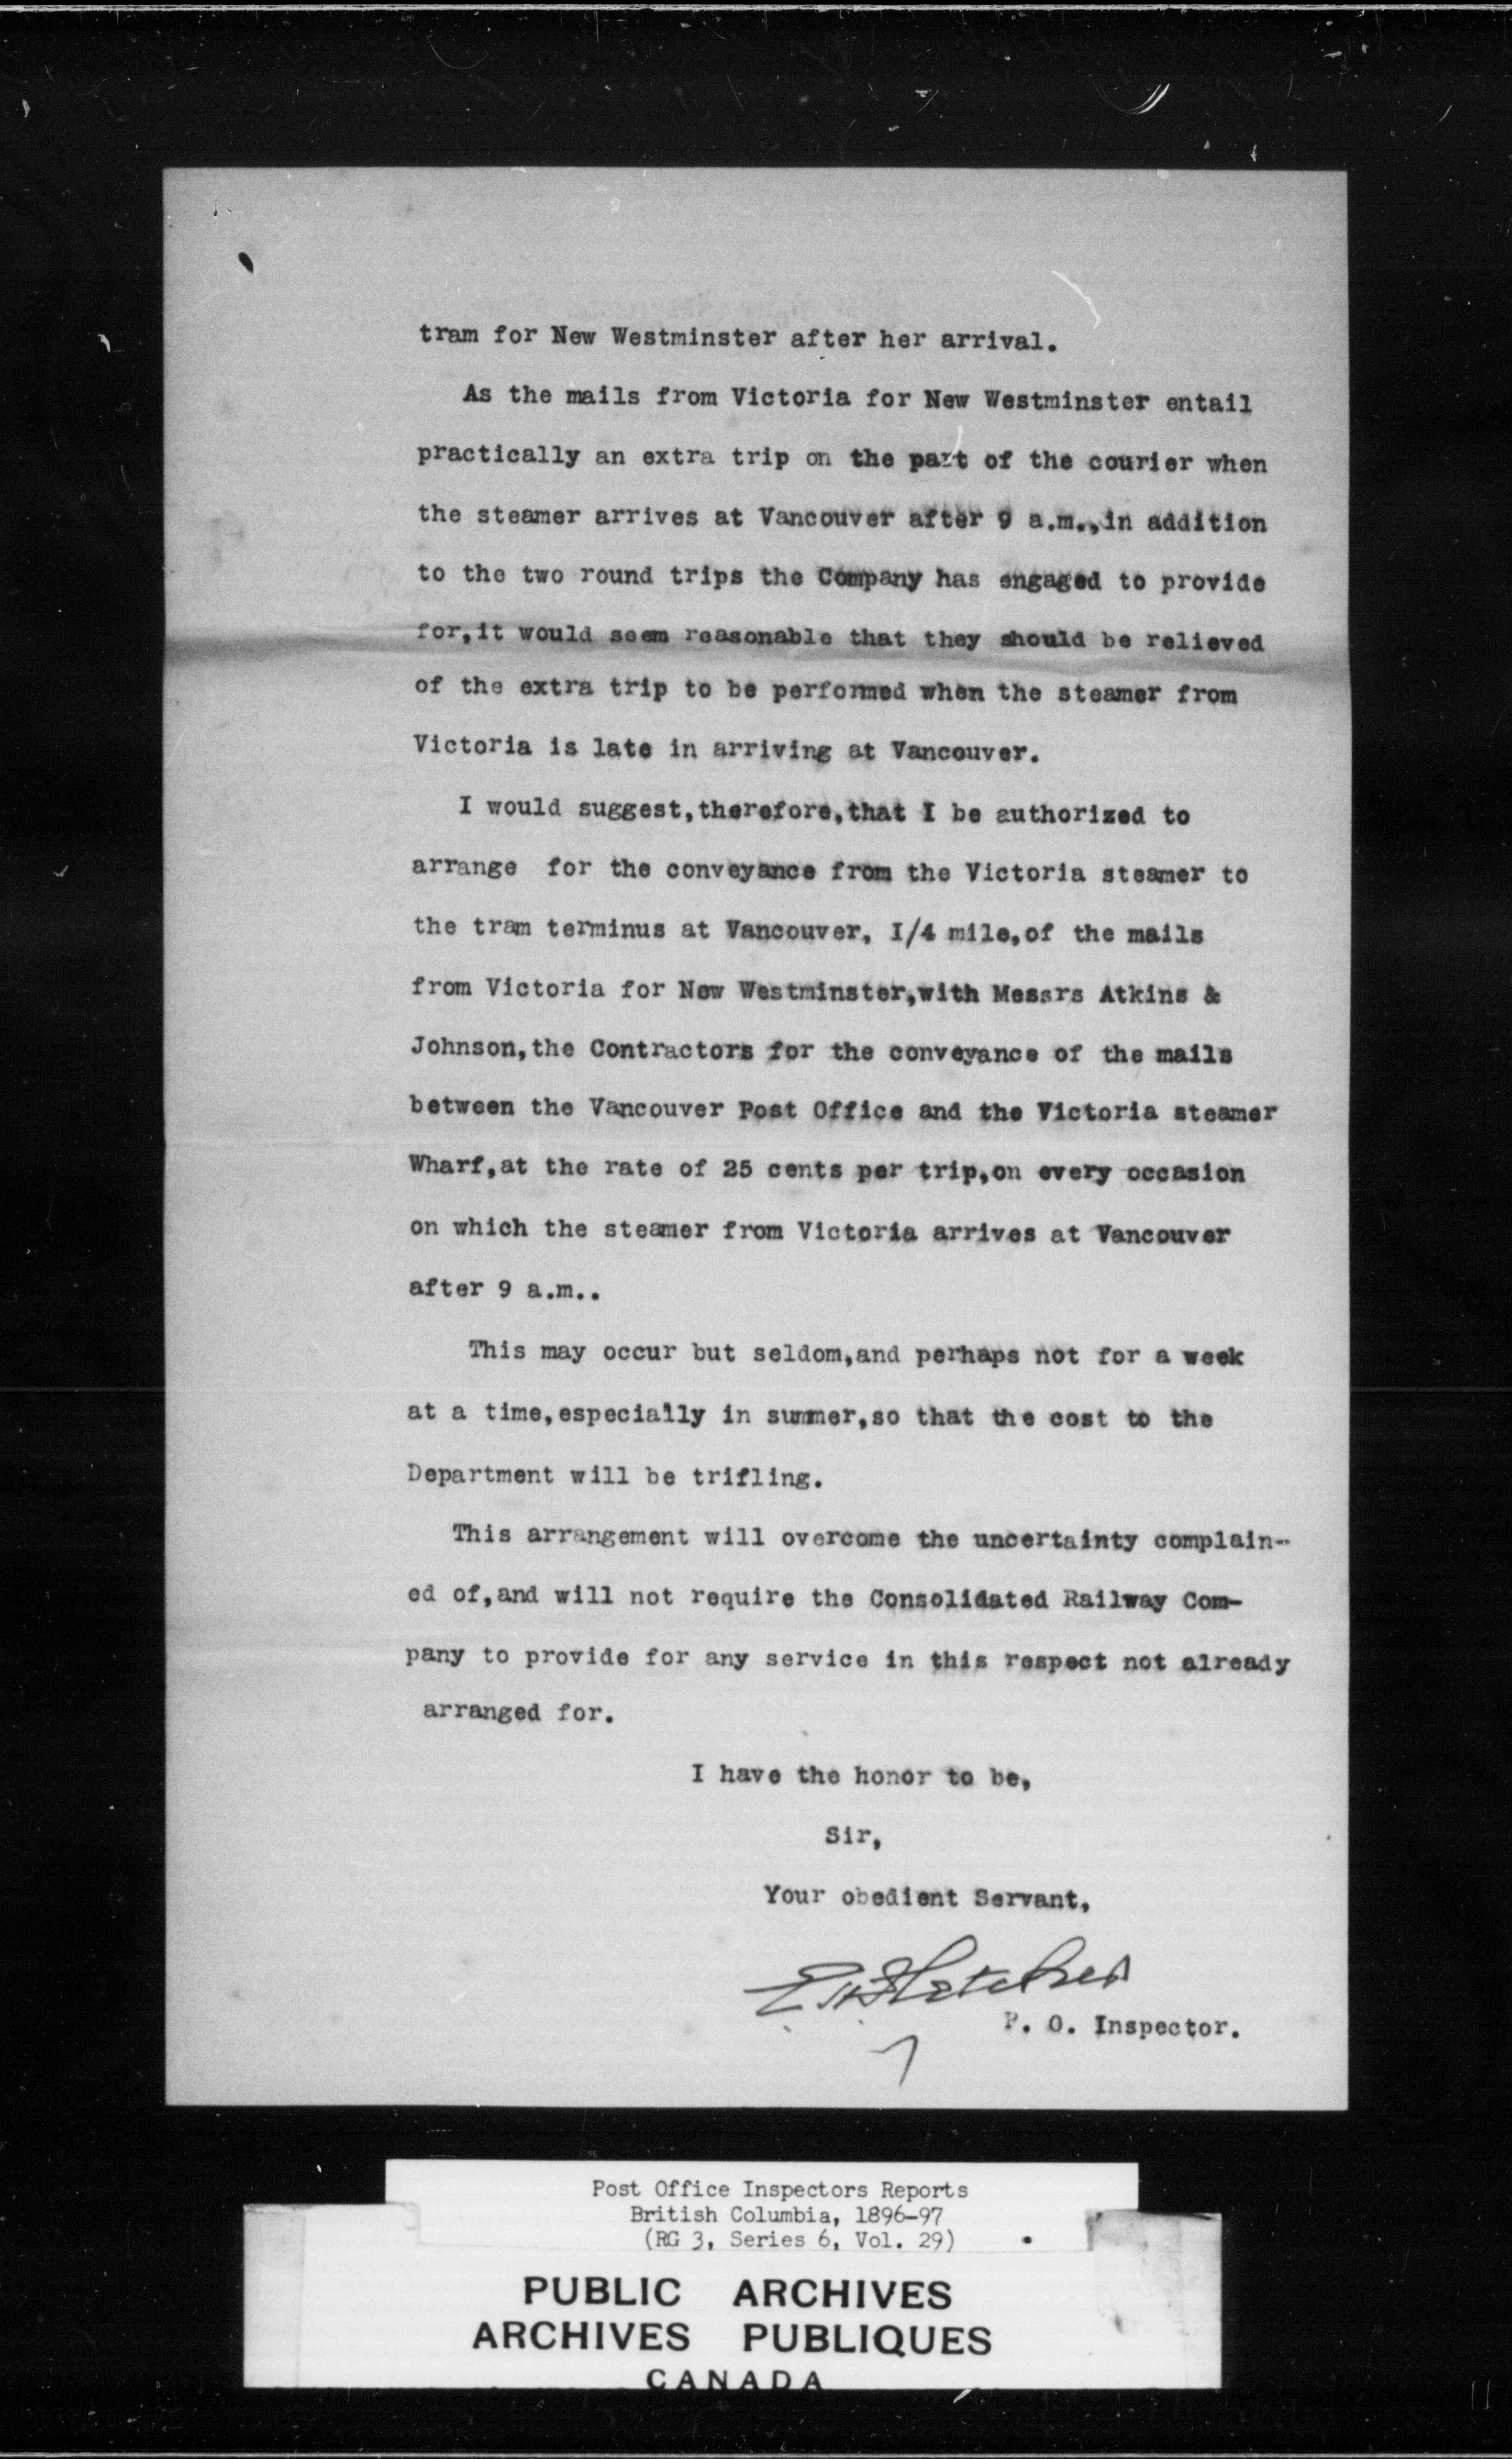 tram for New Westminster after her arrival.
As the mails from Victoria for New Westminster entail
practically an extra trip on the part of the courier when
the steamer arrives at Vancouver after 9 a.m.,in addition
to the two round trips the Company has engaged to provide
for,it would seem reasonable that they should be relieved
of the extra trip to be performed when the steamer from
Victoria is late in arriving at Vancouver.
I would suggest,therefore,that I be authorized to
arrange for the conveyance from the Victoria steamer to
the tram terminus at Vancouver, I/4 mile,of the mails
from Victoria for New Westminster,with Messrs Atkins &
Johnson,the Contractors for the conveyance of the mails
between the Vancouver Post Office and the Victoria steamer
Wharf,at the rate of 25 cents per trip,on every occasion
on which the steamer from Victoria arrives at Vancouver
after 9 a.m..
This may occur but seldom,and perhaps not for a week
at a time,especially in summer,so that the cost to the
Department will be trifling.
This arrangement will overcome the uncertainty complain-
ed of,and will not require the Consolidated Railway Com-
pany to provide for any service in this respect not already
arranged for.
I have the honor to be,
Sir,
Your obedient Servant,
E H Fletcher
P. O. Inspector.
Post Office Inspectors Reports
British Columbia, 1896-97
(RG 3, Series 6, Vol. 29)
PUBLIC ARCHIVES
ARCHIVES PUBLIQUES
CANADA